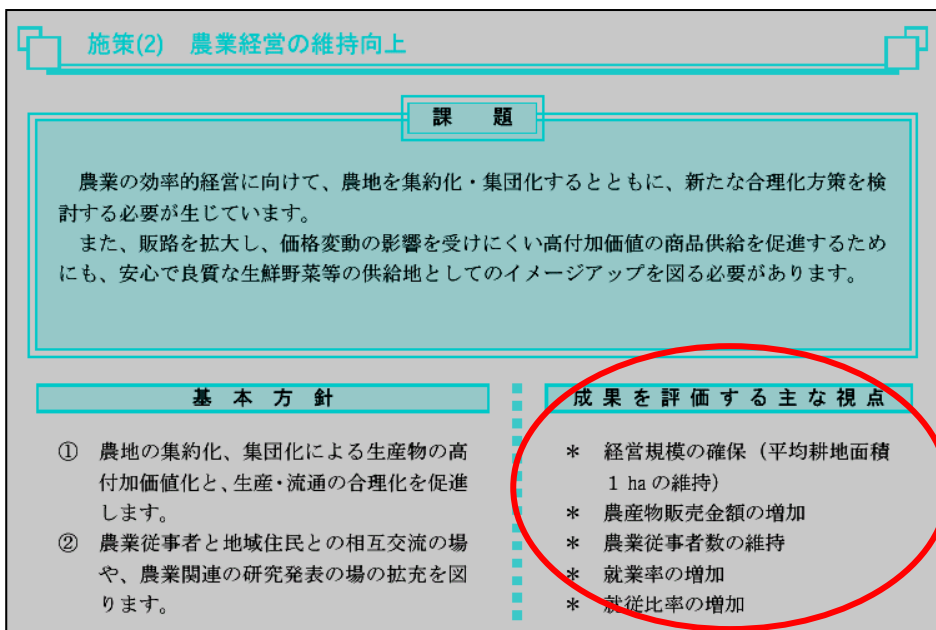 施策(2) 農業経営の維持向上
課 題
農業の効率的経営に向けて、農地を集約化・集団化するとともに、新たな合理化方策を検
討する必要が生じています。
また、販路を拡大し、価格変動の影響を受けにくい高付加価値の商品供給を促進するため
にも、安心で良質な生鮮野菜等の供給地としてのイメージアップを図る必要があります。
基 本 方 針
① 農地の集約化、集団化による生産物の高
付加価値化と、生産・流通の合理化を促進
します。
② 農業従事者と地域住民との相互交流の場
や、農業関連の研究発表の場の拡充を図
ります。
成 果 を 評 価 す る 主 な 視 点
＊ 経営規模の確保（平均耕地面積
1 ha の維持）
＊ 農産物販売金額の増加
＊ 農業従事者数の維持
＊ 就業率の増加
＊ 就従比率の増加